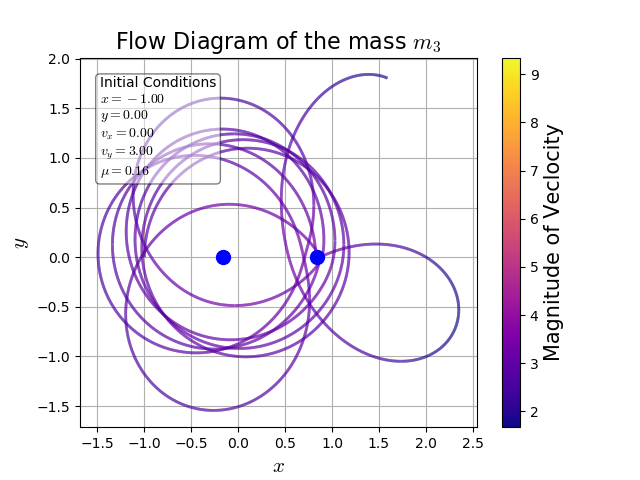 Flow Diagram of the mass m₃
Initial Conditions
x = −1.00
y = 0.00
vₓ = 0.00
v_y = 3.00
μ = 0.16
2.0
1.5
1.0
0.5
0.0
−0.5
−1.0
−1.5
y
−1.5 −1.0 −0.5 0.0 0.5 1.0 1.5 2.0 2.5
x
9
8
7
6
5
4
3
2
Magnitude of Veclocity